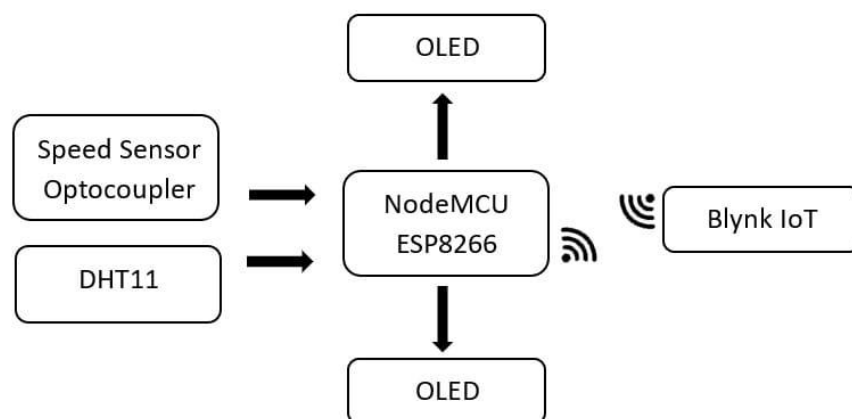 OLED
Speed Sensor
Optocoupler
NodeMCU
ESP8266
Blynk IoT
DHT11
OLED